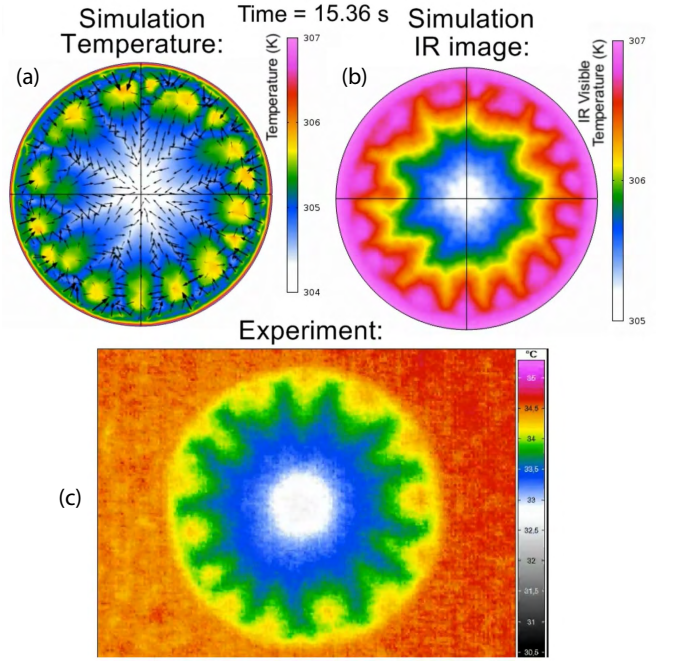 Simulation
Temperature:
Time = 15.36 s
Simulation
IR image:
(a)
Temperature (K)
307
306
305
304
(b)
IR Visible
Temperature (K)
307
306
305
Experiment:
(c)
°C
35
34,5
34
33,5
33
32,5
32
31,5
31
30,5